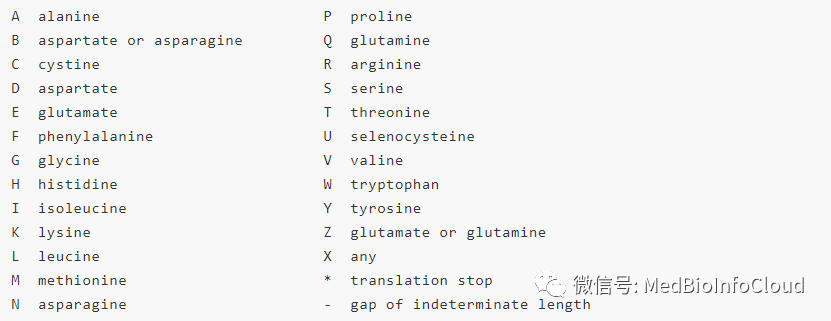 A alanine
B aspartate or asparagine
C cystine
D aspartate
E glutamate
F phenylalanine
G glycine
H histidine
I isoleucine
K lysine
L leucine
M methionine
N asparagine
P proline
Q glutamine
R arginine
S serine
T threonine
U selenocysteine
V valine
W tryptophan
Y tyrosine
Z glutamate or glutamine
X any
* translation stop
- gap of indeterminate length
微信号: MedBioInfoCloud